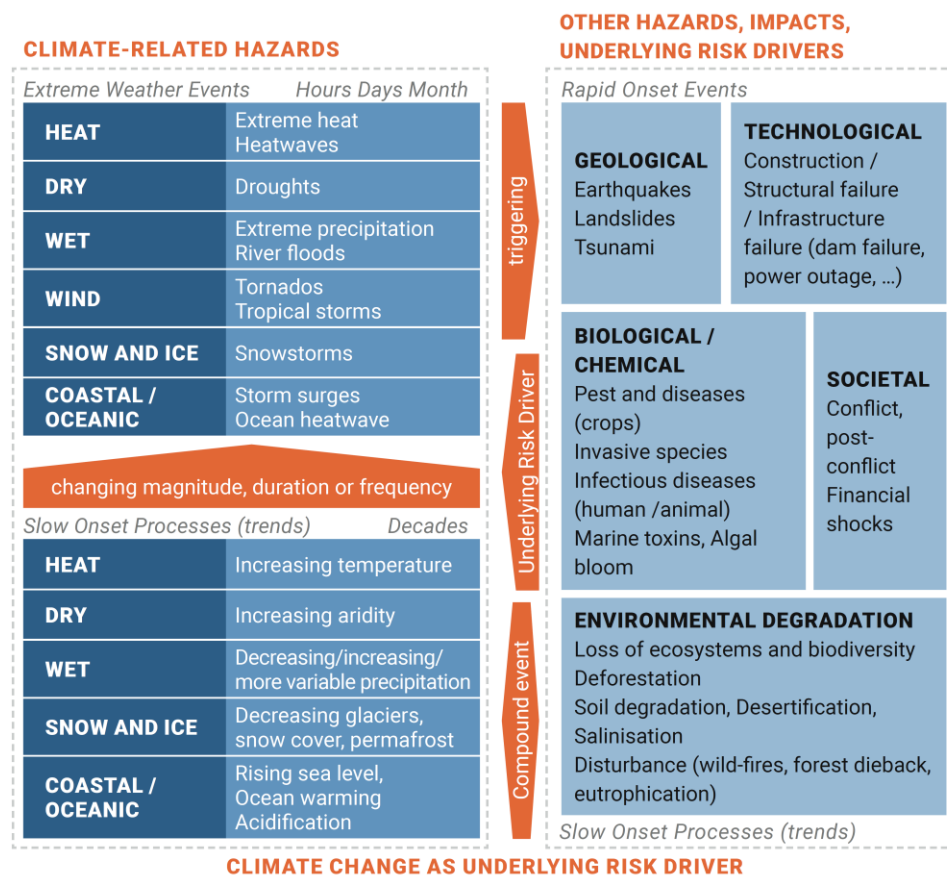 CLIMATE-RELATED HAZARDS
Extreme Weather Events Hours Days Month
HEAT
Extreme heat
Heatwaves
DRY
Droughts
WET
Extreme precipitation
River floods
WIND
Tornados
Tropical storms
SNOW AND ICE
Snowstorms
COASTAL /
OCEANIC
Storm surges
Ocean heatwave
changing magnitude, duration or frequency
Slow Onset Processes (trends) Decades
HEAT
Increasing temperature
DRY
Increasing aridity
WET
Decreasing/increasing/
more variable precipitation
SNOW AND ICE
Decreasing glaciers,
snow cover, permafrost
COASTAL /
OCEANIC
Rising sea level,
Ocean warming
Acidification
triggering
Underlying Risk Driver
Compound event
OTHER HAZARDS, IMPACTS,
UNDERLYING RISK DRIVERS
Rapid Onset Events
GEOLOGICAL
Earthquakes
Landslides
Tsunami
TECHNOLOGICAL
Construction /
Structural failure
/ Infrastructure
failure (dam failure,
power outage, ...)
BIOLOGICAL /
CHEMICAL
Pest and diseases
(crops)
Invasive species
Infectious diseases
(human /animal)
Marine toxins, Algal
bloom
SOCIETAL
Conflict,
post-
conflict
Financial
shocks
ENVIRONMENTAL DEGRADATION
Loss of ecosystems and biodiversity
Deforestation
Soil degradation, Desertification,
Salinisation
Disturbance (wild-fires, forest dieback,
eutrophication)
Slow Onset Processes (trends)
CLIMATE CHANGE AS UNDERLYING RISK DRIVER